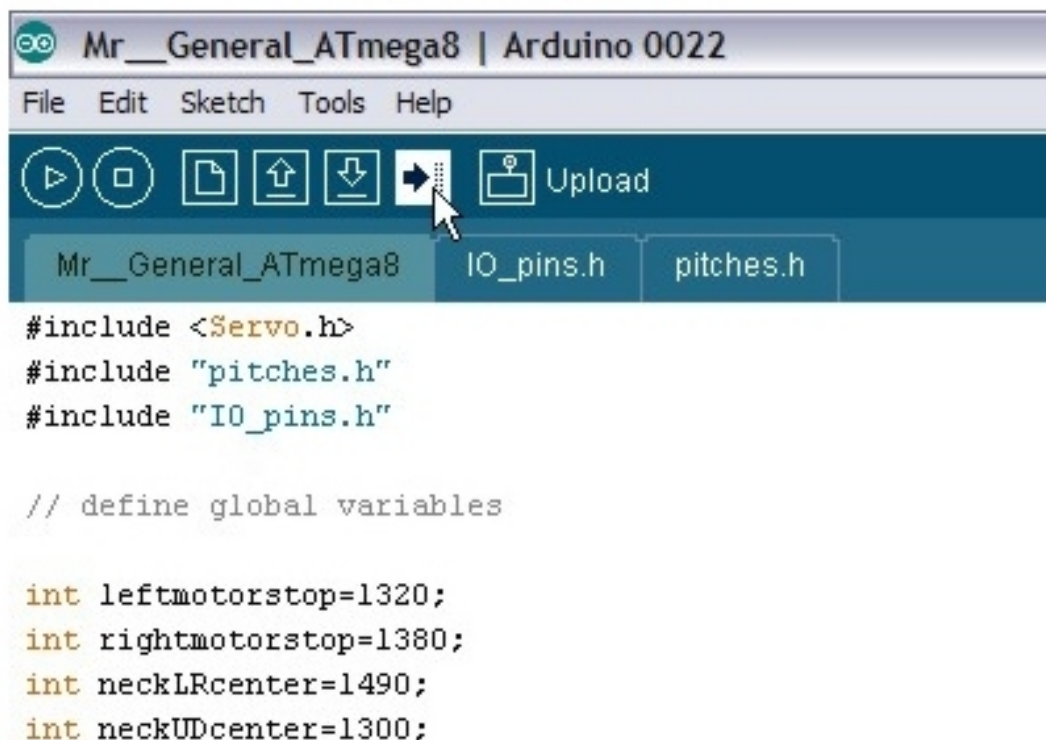 Mr__General_ATmega8 | Arduino 0022
File Edit Sketch Tools Help
Upload
Mr__General_ATmega8 IO_pins.h pitches.h
#include <Servo.h>
#include "pitches.h"
#include "IO_pins.h"
// define global variables
int leftmotorstop=1320;
int rightmotorstop=1380;
int neckLRcenter=1490;
int neckUDcenter=1300;